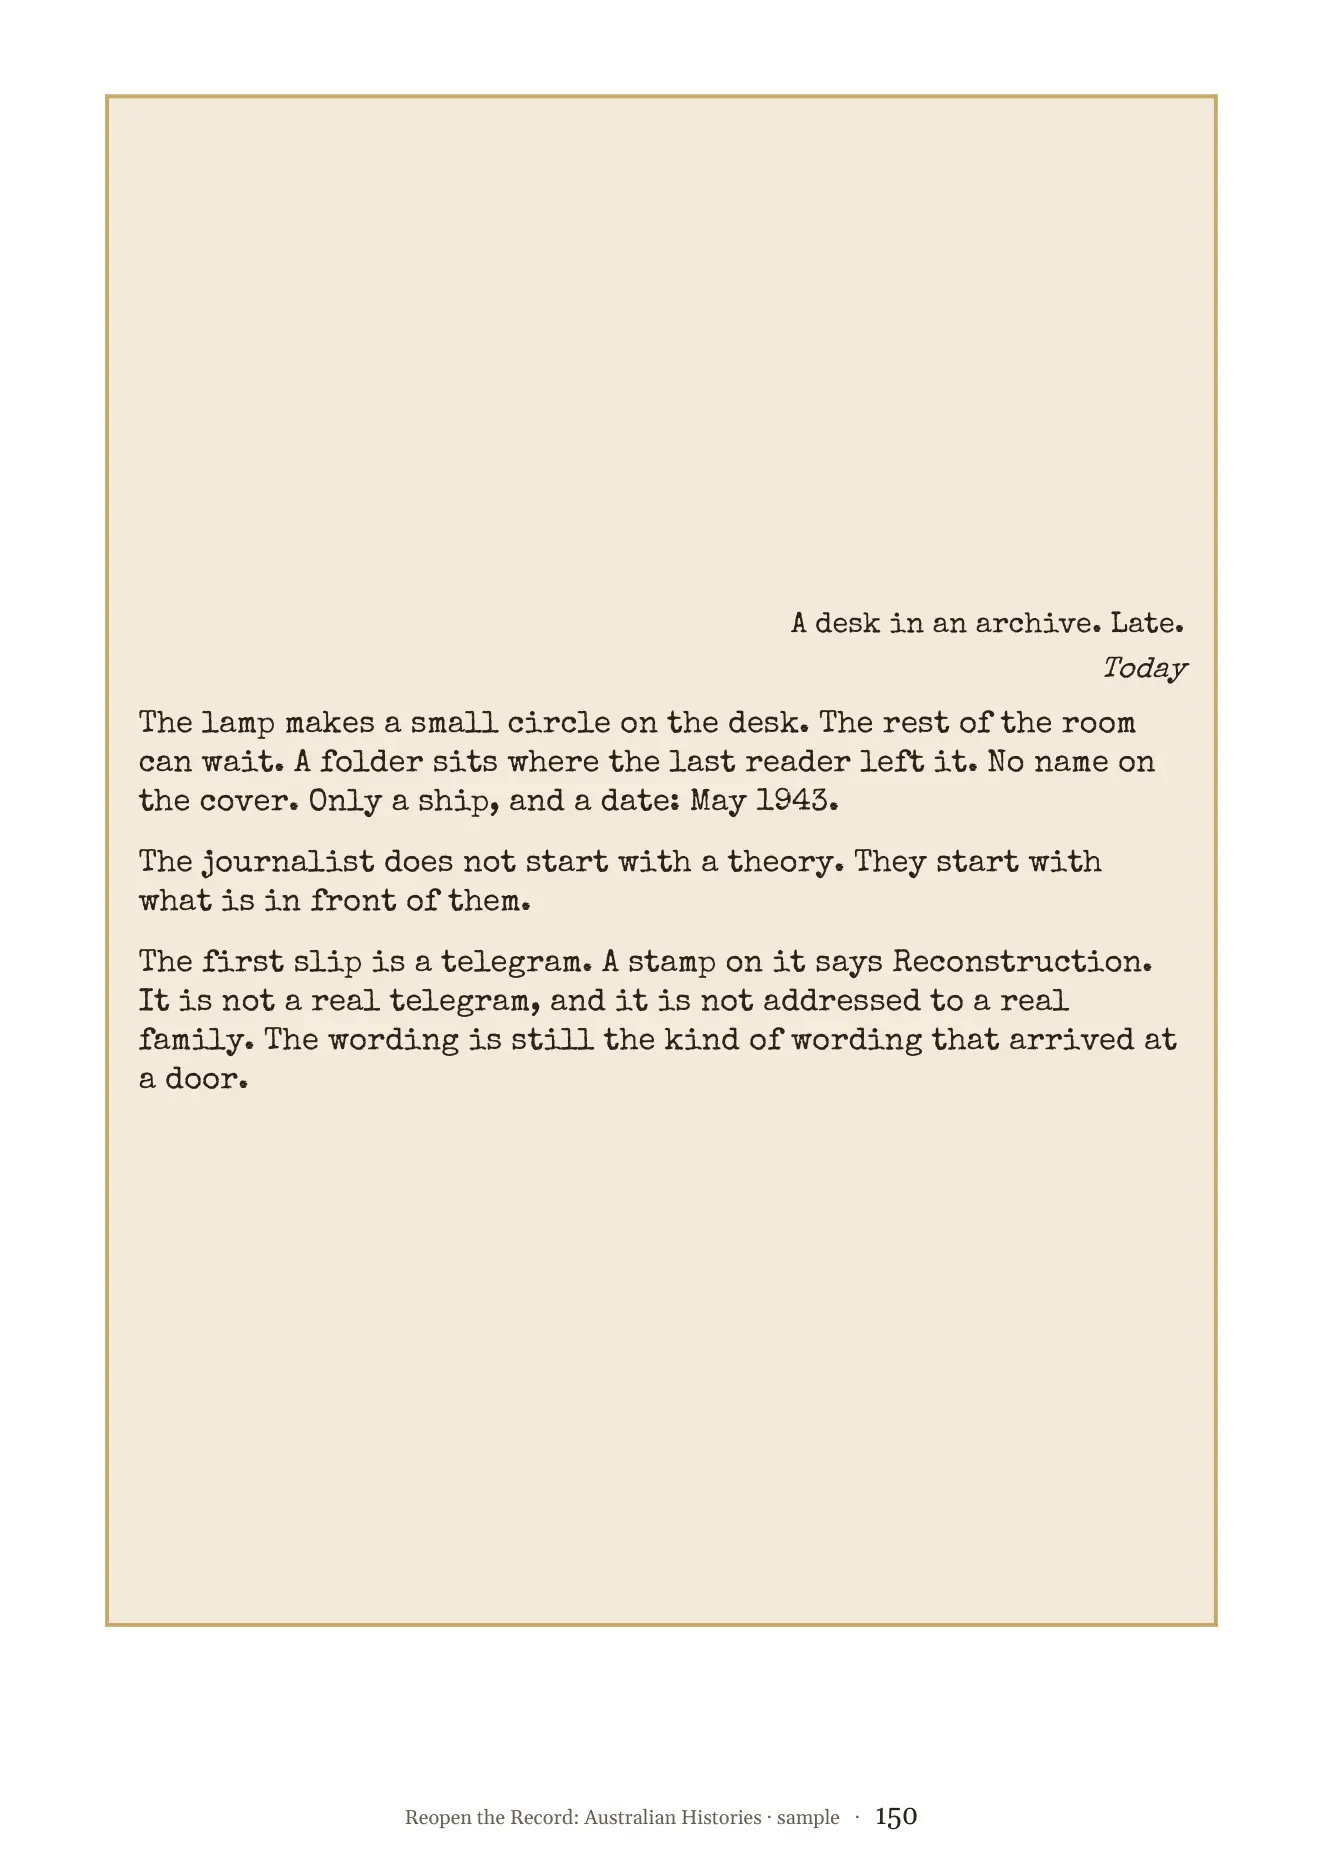 A desk in an archive. Late.
Today
The lamp makes a small circle on the desk. The rest of the room
can wait. A folder sits where the last reader left it. No name on
the cover. Only a ship, and a date: May 1943.
The journalist does not start with a theory. They start with
what is in front of them.
The first slip is a telegram. A stamp on it says Reconstruction.
It is not a real telegram, and it is not addressed to a real
family. The wording is still the kind of wording that arrived at
a door.
Reopen the Record: Australian Histories · sample · 150